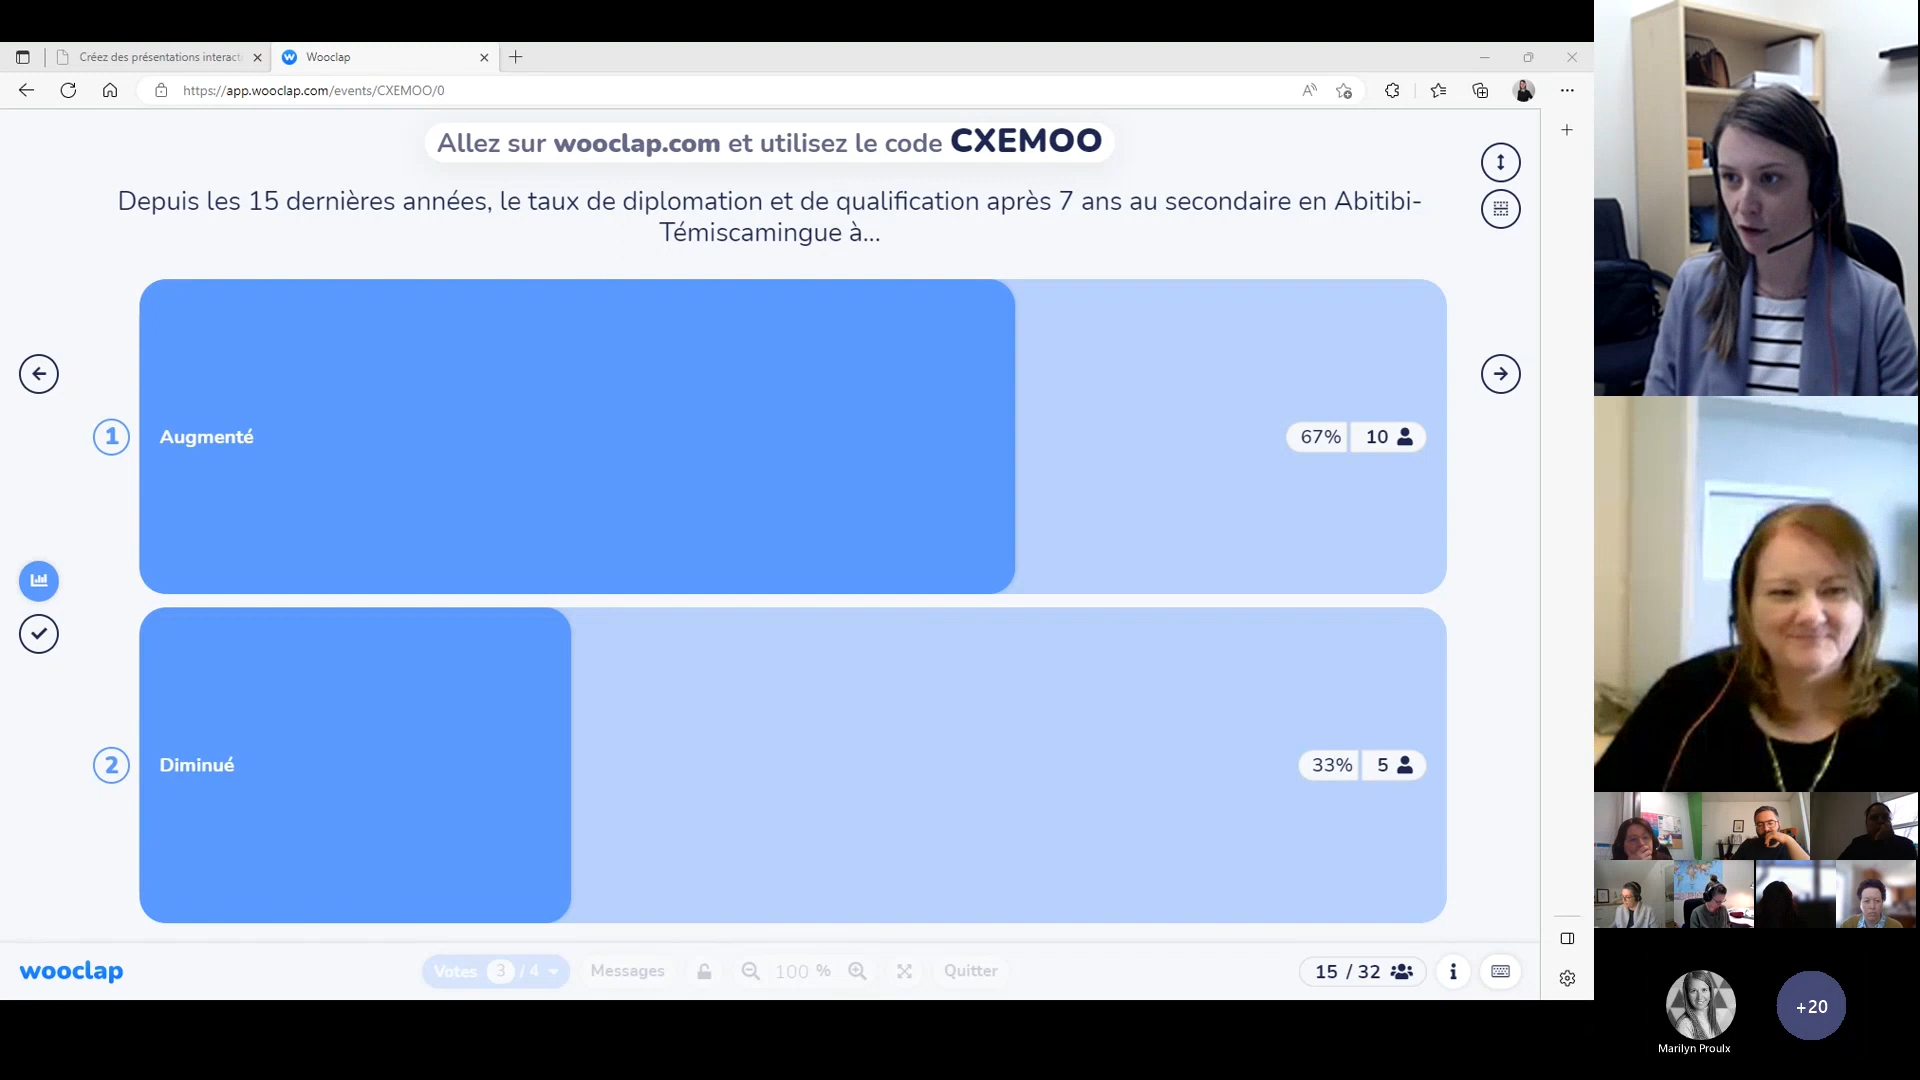 Créez des présentations interact
Wooclap
https://app.wooclap.com/events/CXEMOO/0
Allez sur wooclap.com et utilisez le code CXEMOO
Depuis les 15 dernières années, le taux de diplomation et de qualification après 7 ans au secondaire en Abitibi-
Témiscamingue à...
1 Augmenté 67% 10
2 Diminué 33% 5
wooclap Votes 3 / 4 Messages 100 % Quitter 15 / 32
+20
Marilyn Proulx